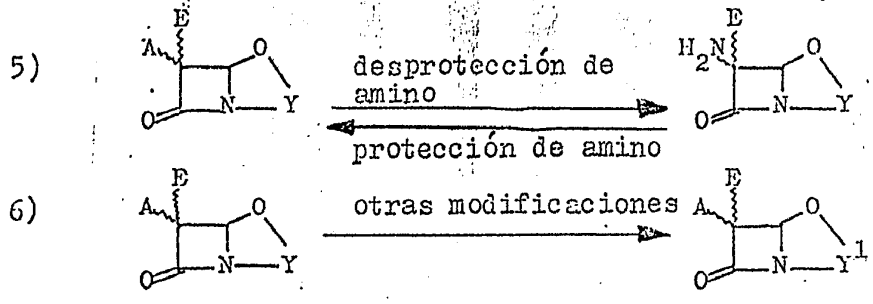 E E
5) A O H₂N O
desprotección de
amino
O N Y O N Y
protección de amino
E E
6) A O otras modificaciones A O
O N Y O N Y¹